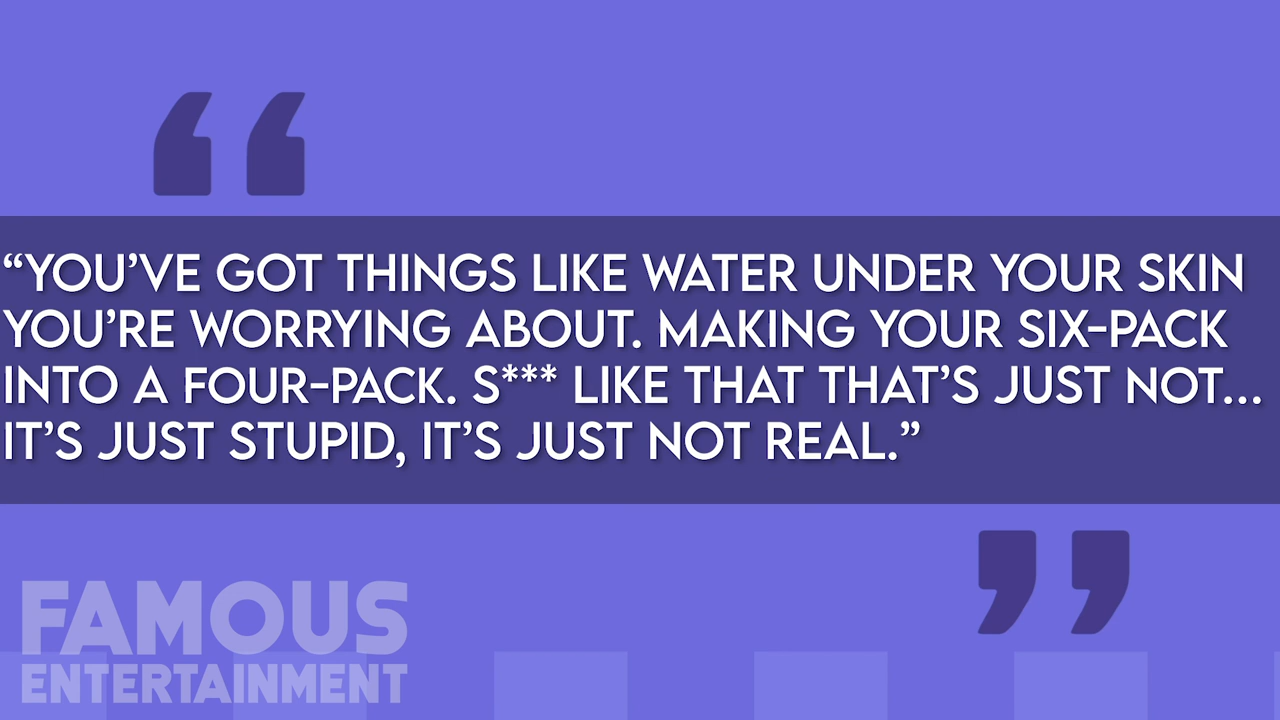 “YOU’VE GOT THINGS LIKE WATER UNDER YOUR SKIN
YOU’RE WORRYING ABOUT. MAKING YOUR SIX-PACK
INTO A FOUR-PACK. S*** LIKE THAT THAT’S JUST NOT...
IT’S JUST STUPID, IT’S JUST NOT REAL.”
FAMOUS
ENTERTAINMENT